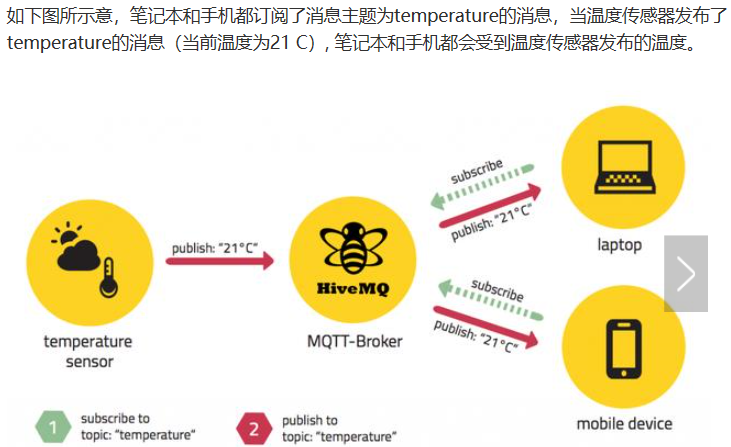 如下图所示意，笔记本和手机都订阅了消息主题为temperature的消息，当温度传感器发布了
temperature的消息（当前温度为21 C）, 笔记本和手机都会受到温度传感器发布的温度。
subscribe
publish: "21°C"
laptop
publish: "21°C"
HiveMQ
subscribe
publish: "21°C"
temperature
sensor
MQTT-Broker
mobile device
1
subscribe to
topic: "temperature"
2
publish to
topic: "temperature"